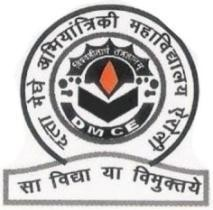 दत्ता मेघे अभियांत्रिकी महाविद्यालय ऐरोली
DMCE
सा विद्या या विमुक्तये